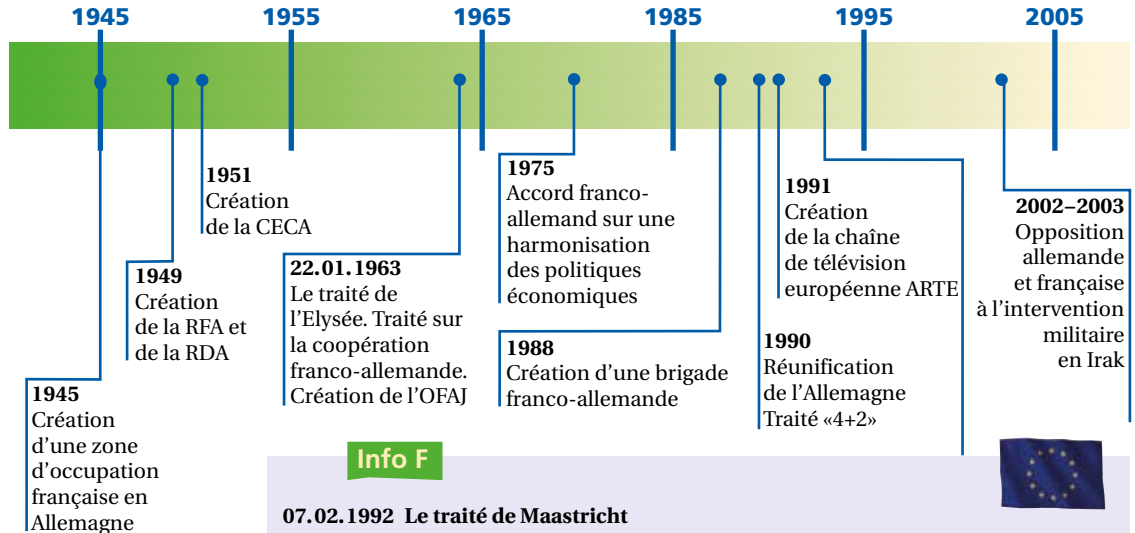 1945 1955 1965 1975 1985 1995 2005
1951
Création
de la CECA
1949
Création
de la RFA et
de la RDA
1945
Création
d'une zone
d'occupation
française en
Allemagne
22.01.1963
Le traité de
l'Elysée. Traité sur
la coopération
franco-allemande.
Création de l'OFAJ
1975
Accord franco-
allemand sur une
harmonisation
des politiques
économiques
1988
Création d'une brigade
franco-allemande
1991
Création
de la chaîne
de télévision
européenne ARTE
1990
Réunification
de l'Allemagne
Traité «4+2»
2002–2003
Opposition
allemande
et française
à l'intervention
militaire
en Irak
Info F
07.02.1992 Le traité de Maastricht